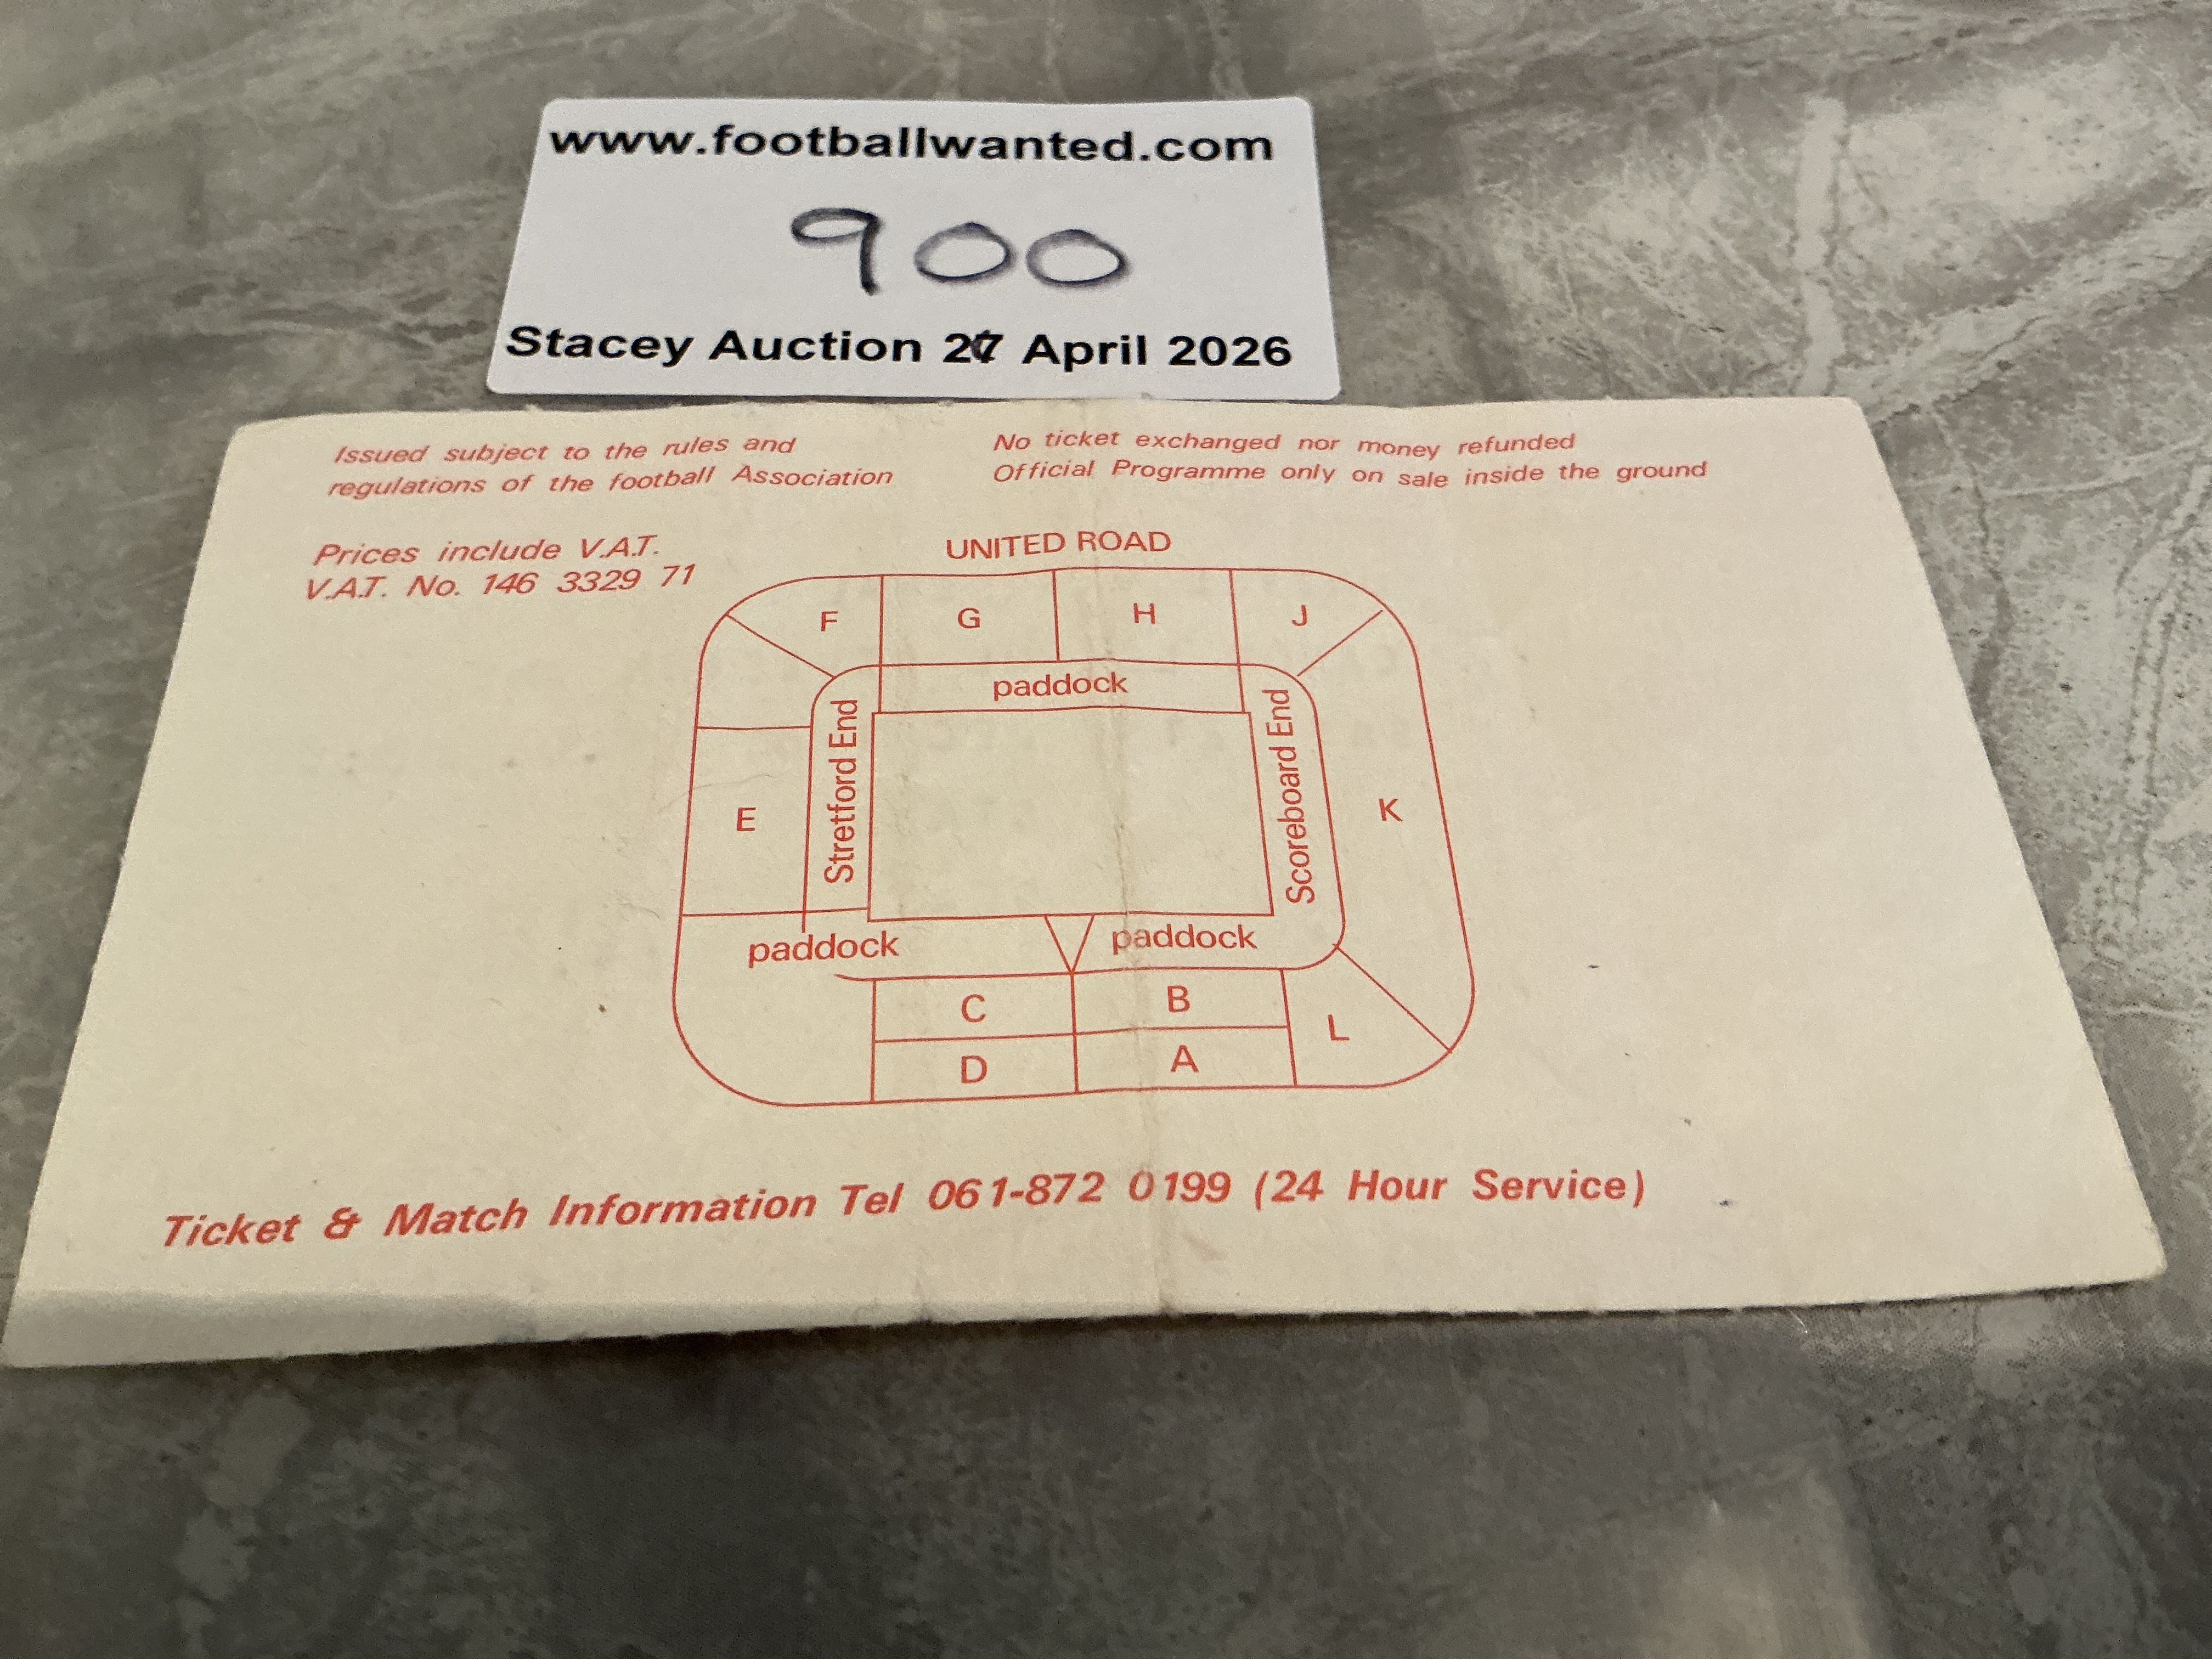 www.footballwanted.com
900
Stacey Auction 27 April 2026
Issued subject to the rules and
regulations of the football Association
No ticket exchanged nor money refunded
Official Programme only on sale inside the ground
Prices include V.A.T.
V.A.T. No. 146 3329 71
UNITED ROAD
F
G
H
J
paddock
Stretford End
Scoreboard End
E
K
paddock
paddock
C
B
L
D
A
Ticket & Match Information Tel 061-872 0199 (24 Hour Service)